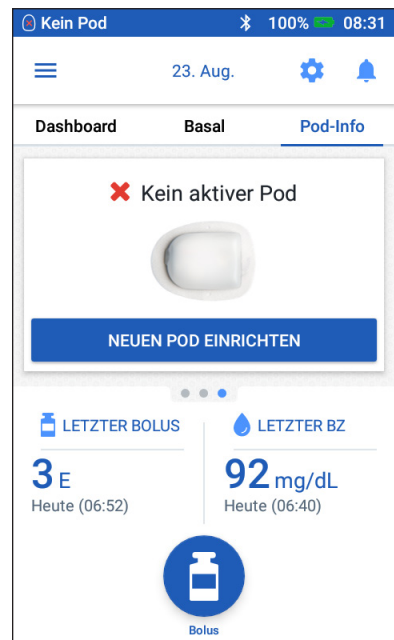 Kein Pod 100% 08:31
23. Aug.
Dashboard Basal Pod-Info
Kein aktiver Pod
NEUEN POD EINRICHTEN
LETZTER BOLUS
3 E
Heute (06:52)
LETZTER BZ
92 mg/dL
Heute (06:40)
Bolus